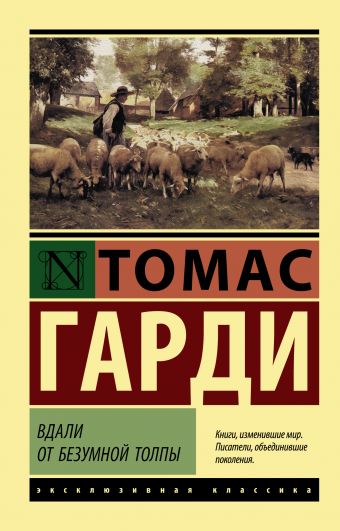 N
ТОМАС
ГАРДИ
ВДАЛИ
ОТ БЕЗУМНОЙ ТОЛПЫ
Книги, изменившие мир.
Писатели, объединившие
поколения.
ЭКСКЛЮЗИВНАЯ КЛАССИКА